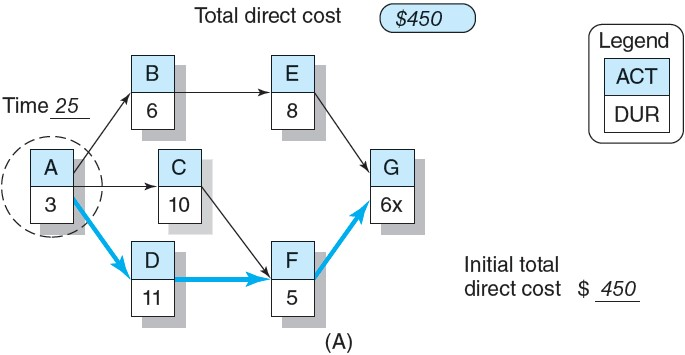 Total direct cost $450
Legend
ACT
DUR
Time 25
B
6
E
8
A
3
C
10
G
6x
D
11
F
5
Initial total
direct cost $ 450
(A)